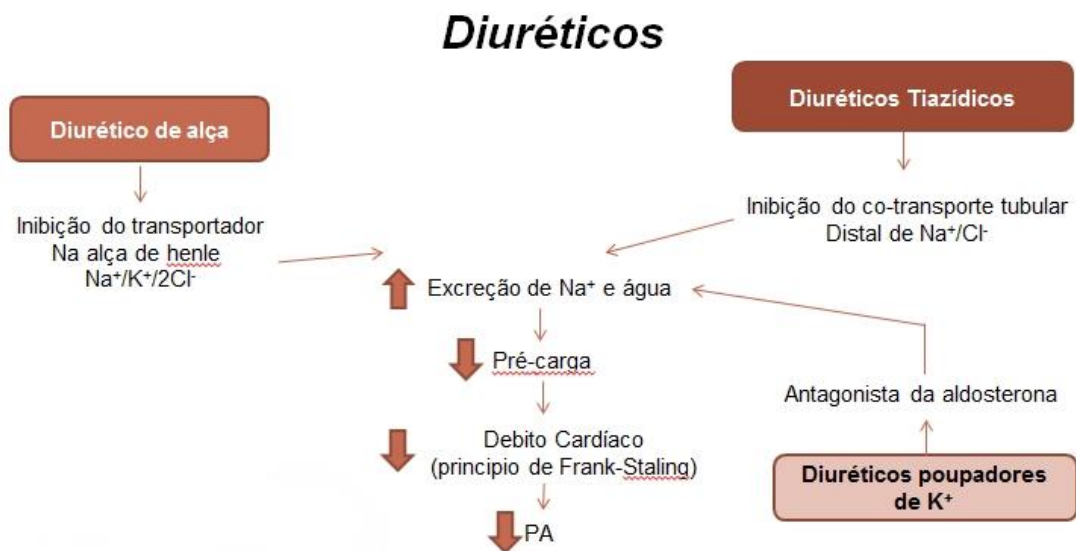 Diuréticos
Diurético de alça
Inibição do transportador
Na alça de henle
Na⁺/K⁺/2Cl⁻
Diuréticos Tiazídicos
Inibição do co-transporte tubular
Distal de Na⁺/Cl⁻
Excreção de Na⁺ e água
Pré-carga
Debito Cardíaco
(principio de Frank-Staling)
PA
Antagonista da aldosterona
Diuréticos poupadores
de K⁺